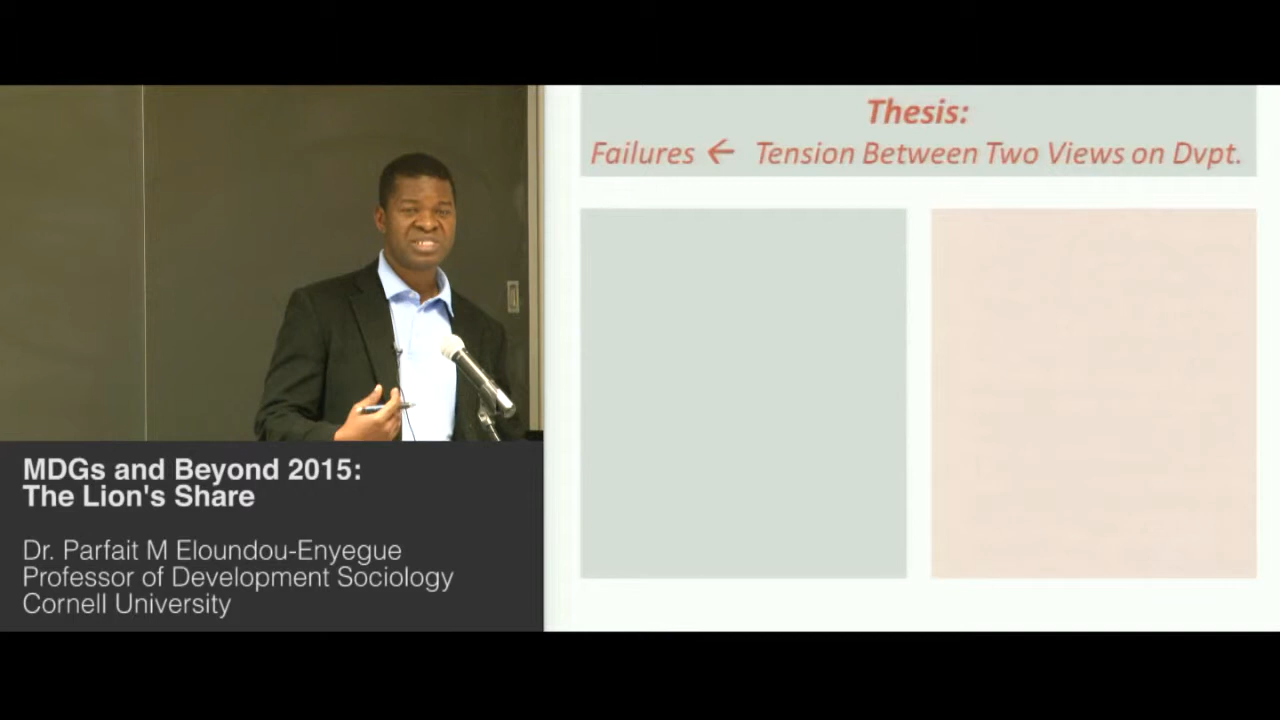 Thesis:
Failures ← Tension Between Two Views on Dvpt.
MDGs and Beyond 2015:
The Lion's Share
Dr. Parfait M Eloundou-Enyegue
Professor of Development Sociology
Cornell University